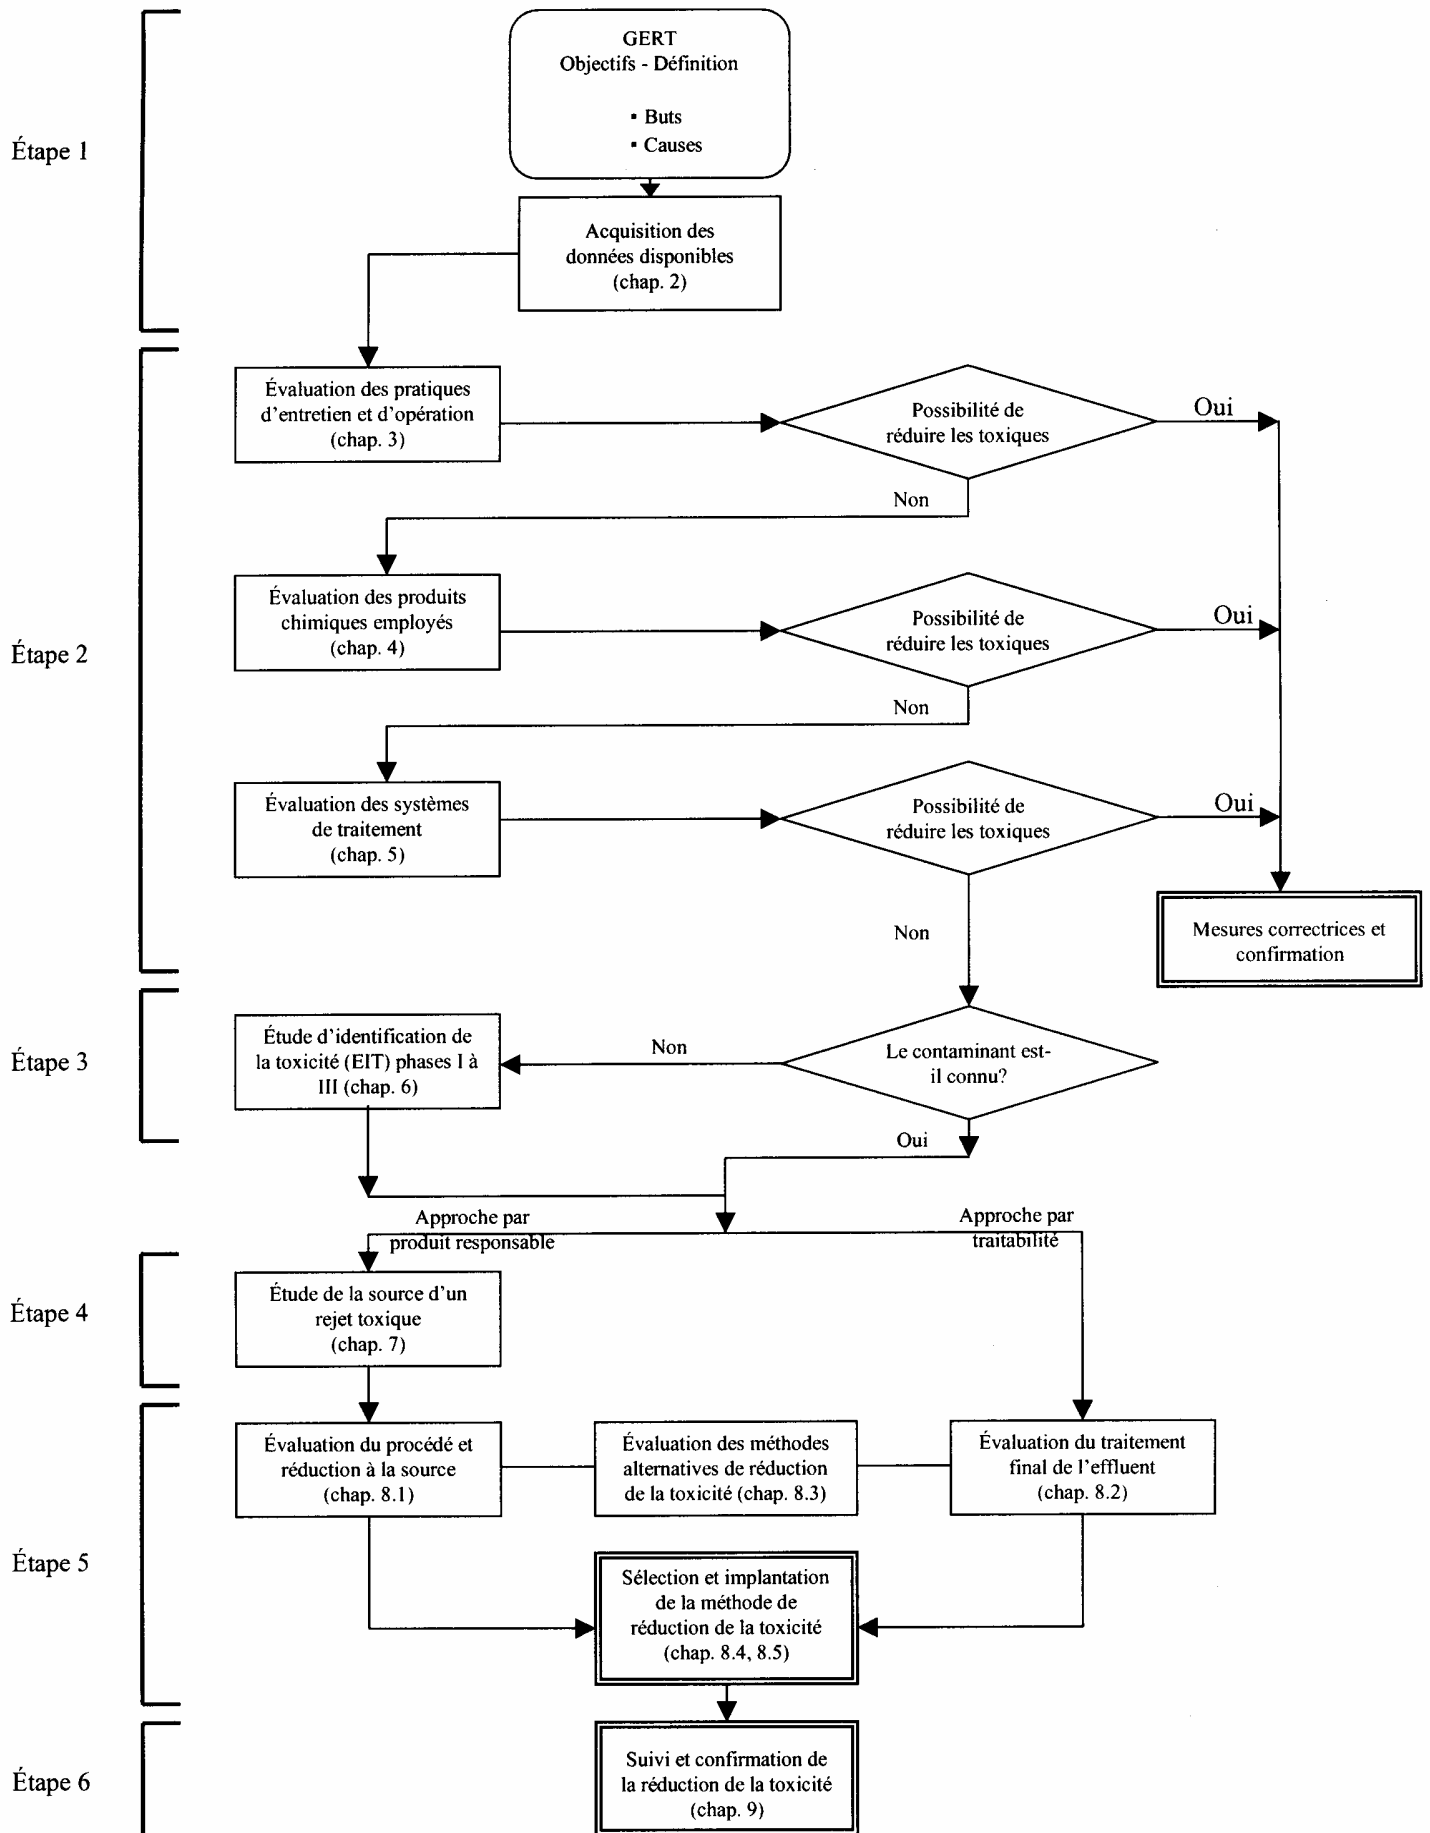 Étape 1
GERT
Objectifs - Définition
▪ Buts
▪ Causes
Acquisition des
données disponibles
(chap. 2)
Étape 2
Évaluation des pratiques
d'entretien et d'opération
(chap. 3)
Possibilité de
réduire les toxiques
Oui
Non
Évaluation des produits
chimiques employés
(chap. 4)
Possibilité de
réduire les toxiques
Oui
Non
Évaluation des systèmes
de traitement
(chap. 5)
Possibilité de
réduire les toxiques
Oui
Non
Mesures correctrices et
confirmation
Étape 3
Étude d'identification de
la toxicité (EIT) phases I à
III (chap. 6)
Non
Le contaminant est-
il connu?
Oui
Approche par
produit responsable
Approche par
traitabilité
Étape 4
Étude de la source d'un
rejet toxique
(chap. 7)
Étape 5
Évaluation du procédé et
réduction à la source
(chap. 8.1)
Évaluation des méthodes
alternatives de réduction
de la toxicité (chap. 8.3)
Évaluation du traitement
final de l'effluent
(chap. 8.2)
Sélection et implantation
de la méthode de
réduction de la toxicité
(chap. 8.4, 8.5)
Étape 6
Suivi et confirmation de
la réduction de la toxicité
(chap. 9)